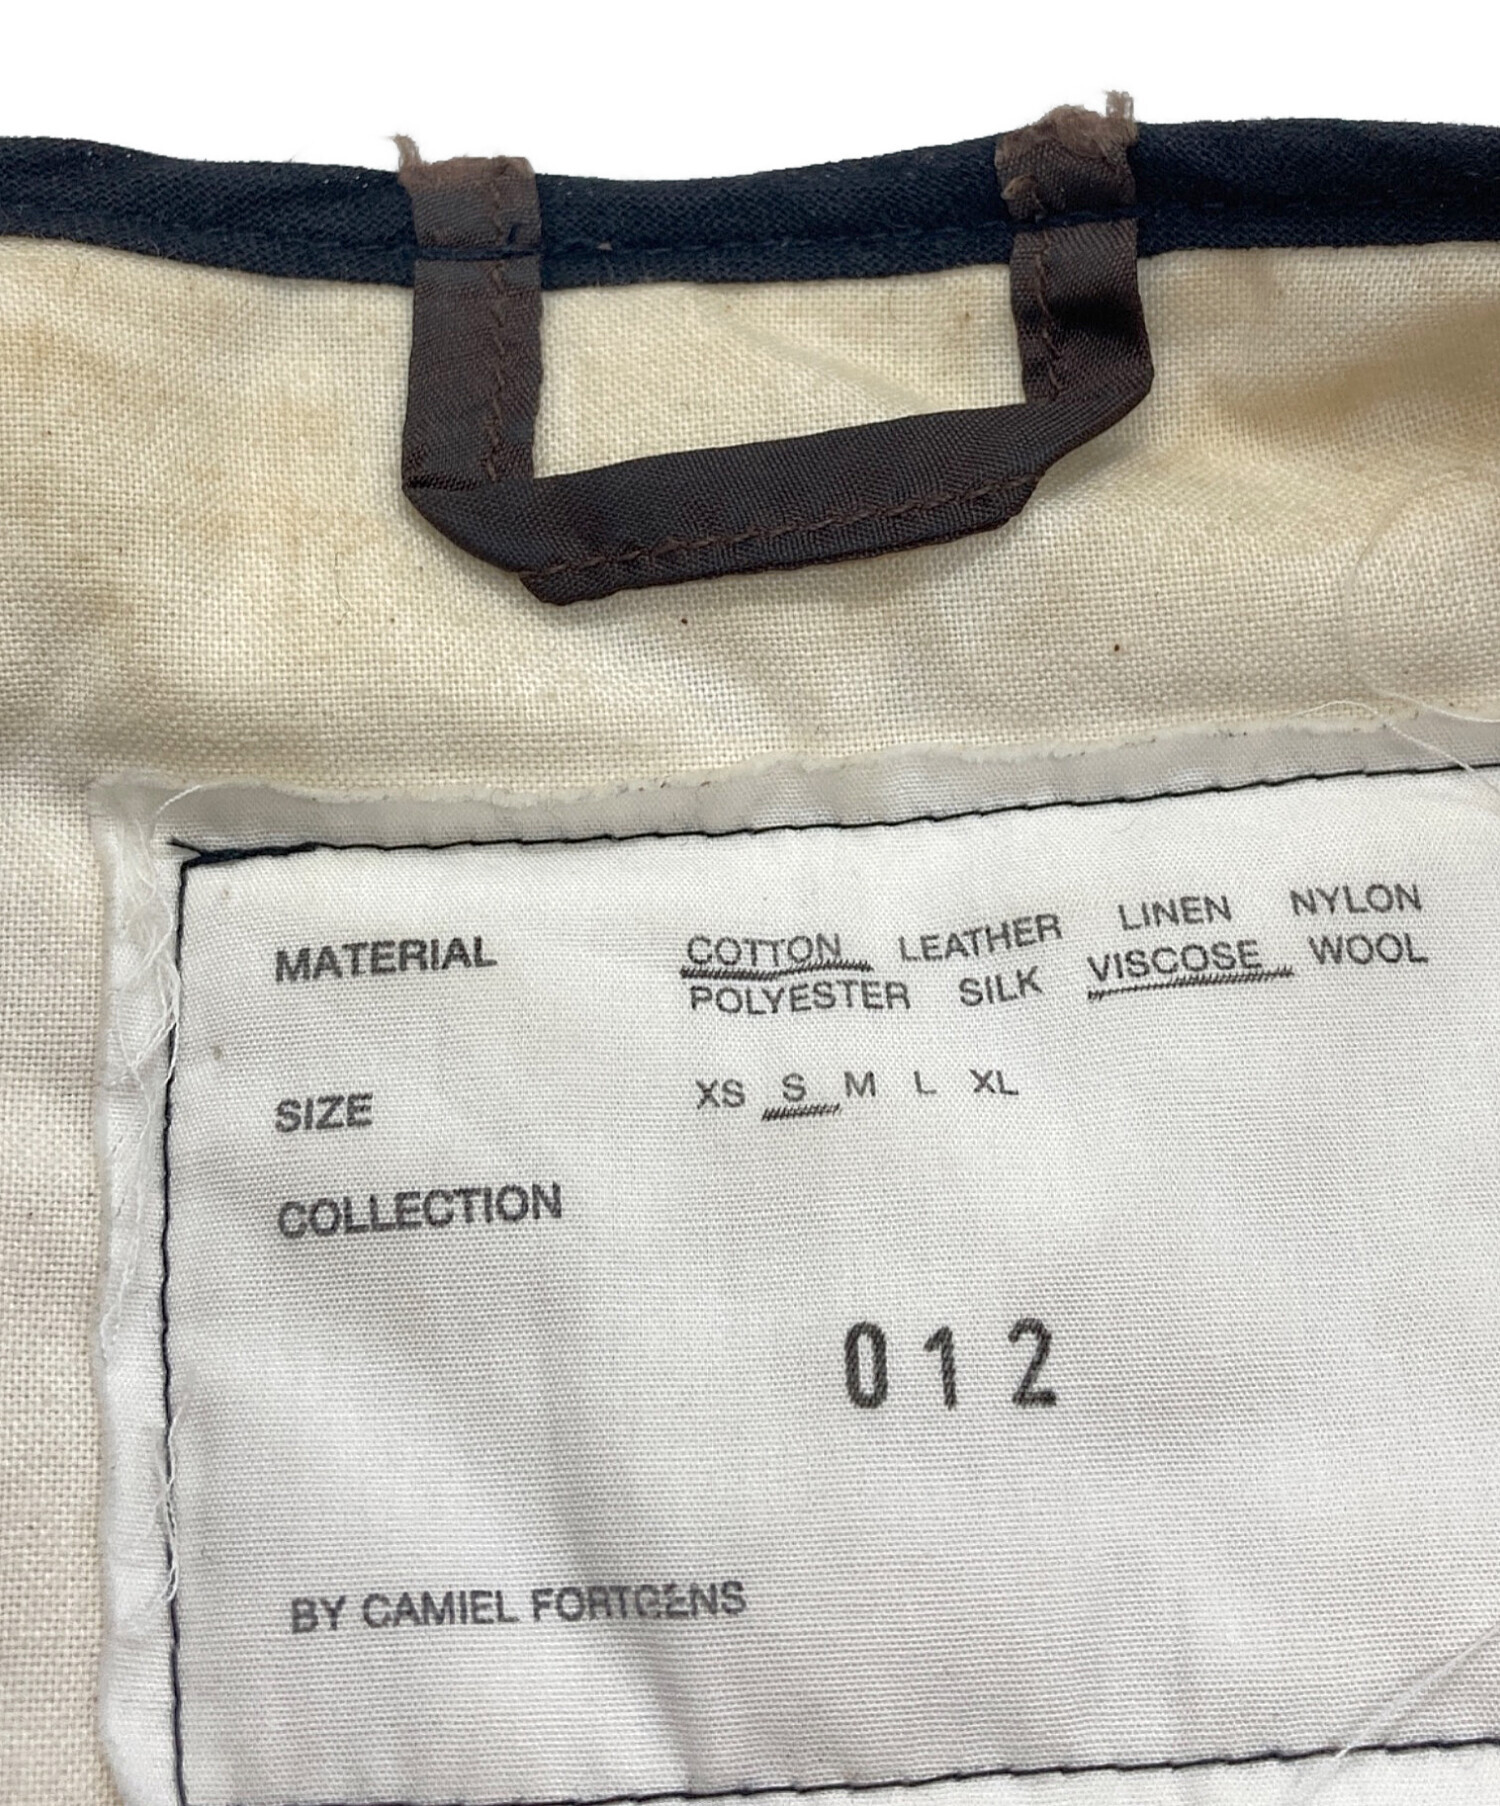 MATERIAL COTTON LEATHER LINEN NYLON
POLYESTER SILK VISCOSE WOOL
SIZE XS S M L XL
COLLECTION
012
BY CAMIEL FORTGENS